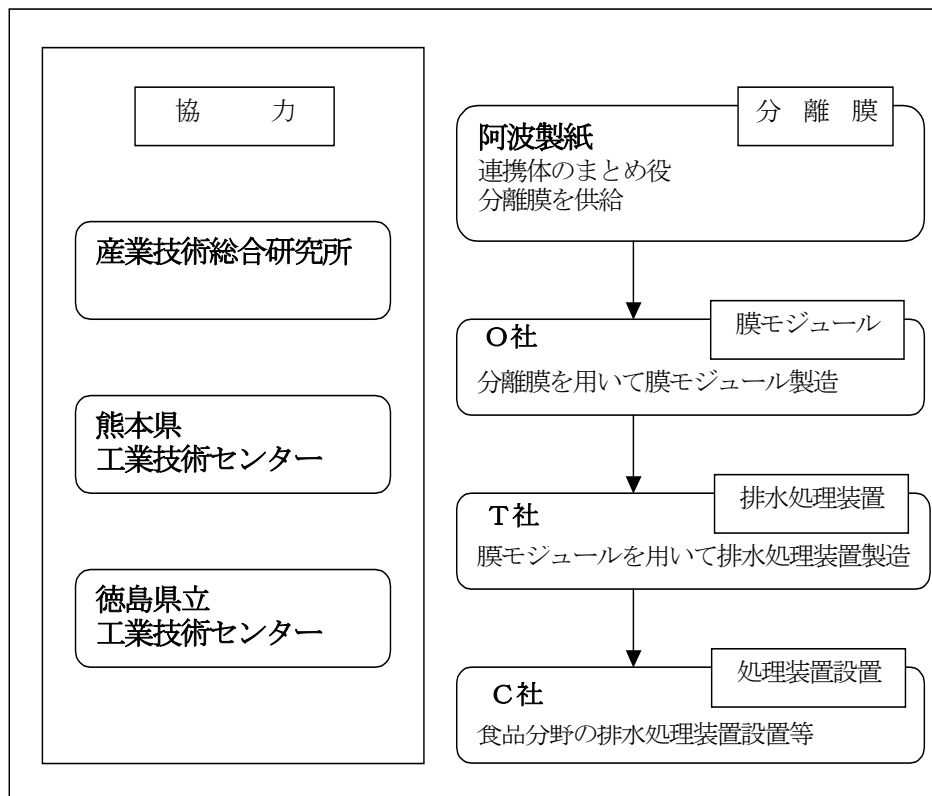 協　　力
産業技術総合研究所
熊本県
工業技術センター
徳島県立
工業技術センター
分 離 膜
阿波製紙
連携体のまとめ役
分離膜を供給
膜モジュール
Ｏ社
分離膜を用いて膜モジュール製造
排水処理装置
Ｔ社
膜モジュールを用いて排水処理装置製造
処理装置設置
Ｃ社
食品分野の排水処理装置設置等